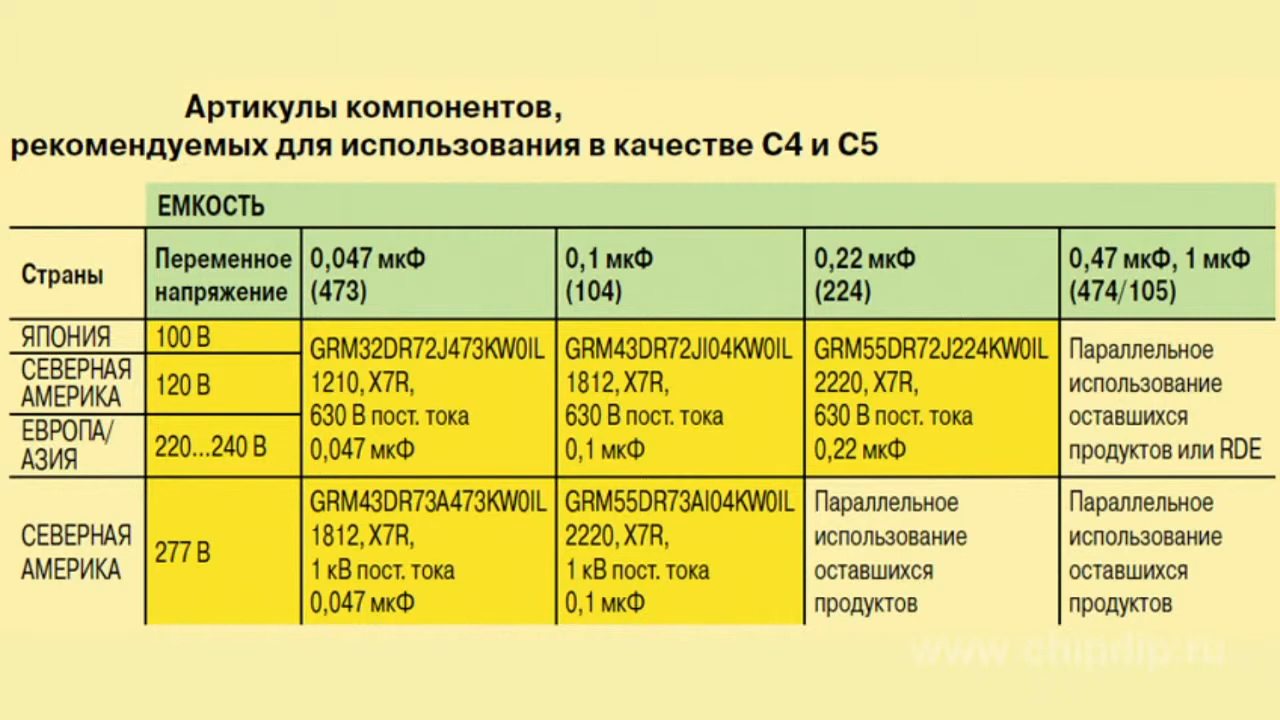 Артикулы компонентов,
рекомендуемых для использования в качестве C4 и C5
ЕМКОСТЬ
Страны
Переменное
напряжение
0,047 мкФ
(473)
0,1 мкФ
(104)
0,22 мкФ
(224)
0,47 мкФ, 1 мкФ
(474/105)
ЯПОНИЯ
100 В
СЕВЕРНАЯ
АМЕРИКА
120 В
ЕВРОПА/
АЗИЯ
220...240 В
GRM32DR72J473KW0IL
1210, X7R,
630 В пост. тока
0,047 мкФ
GRM43DR72JI04KW0IL
1812, X7R,
630 В пост. тока
0,1 мкФ
GRM55DR72J224KW0IL
2220, X7R,
630 В пост. тока
0,22 мкФ
Параллельное
использование
оставшихся
продуктов или RDE
СЕВЕРНАЯ
АМЕРИКА
277 В
GRM43DR73A473KW0IL
1812, X7R,
1 кВ пост. тока
0,047 мкФ
GRM55DR73AI04KW0IL
2220, X7R,
1 кВ пост. тока
0,1 мкФ
Параллельное
использование
оставшихся
продуктов
Параллельное
использование
оставшихся
продуктов
www.chipdip.ru